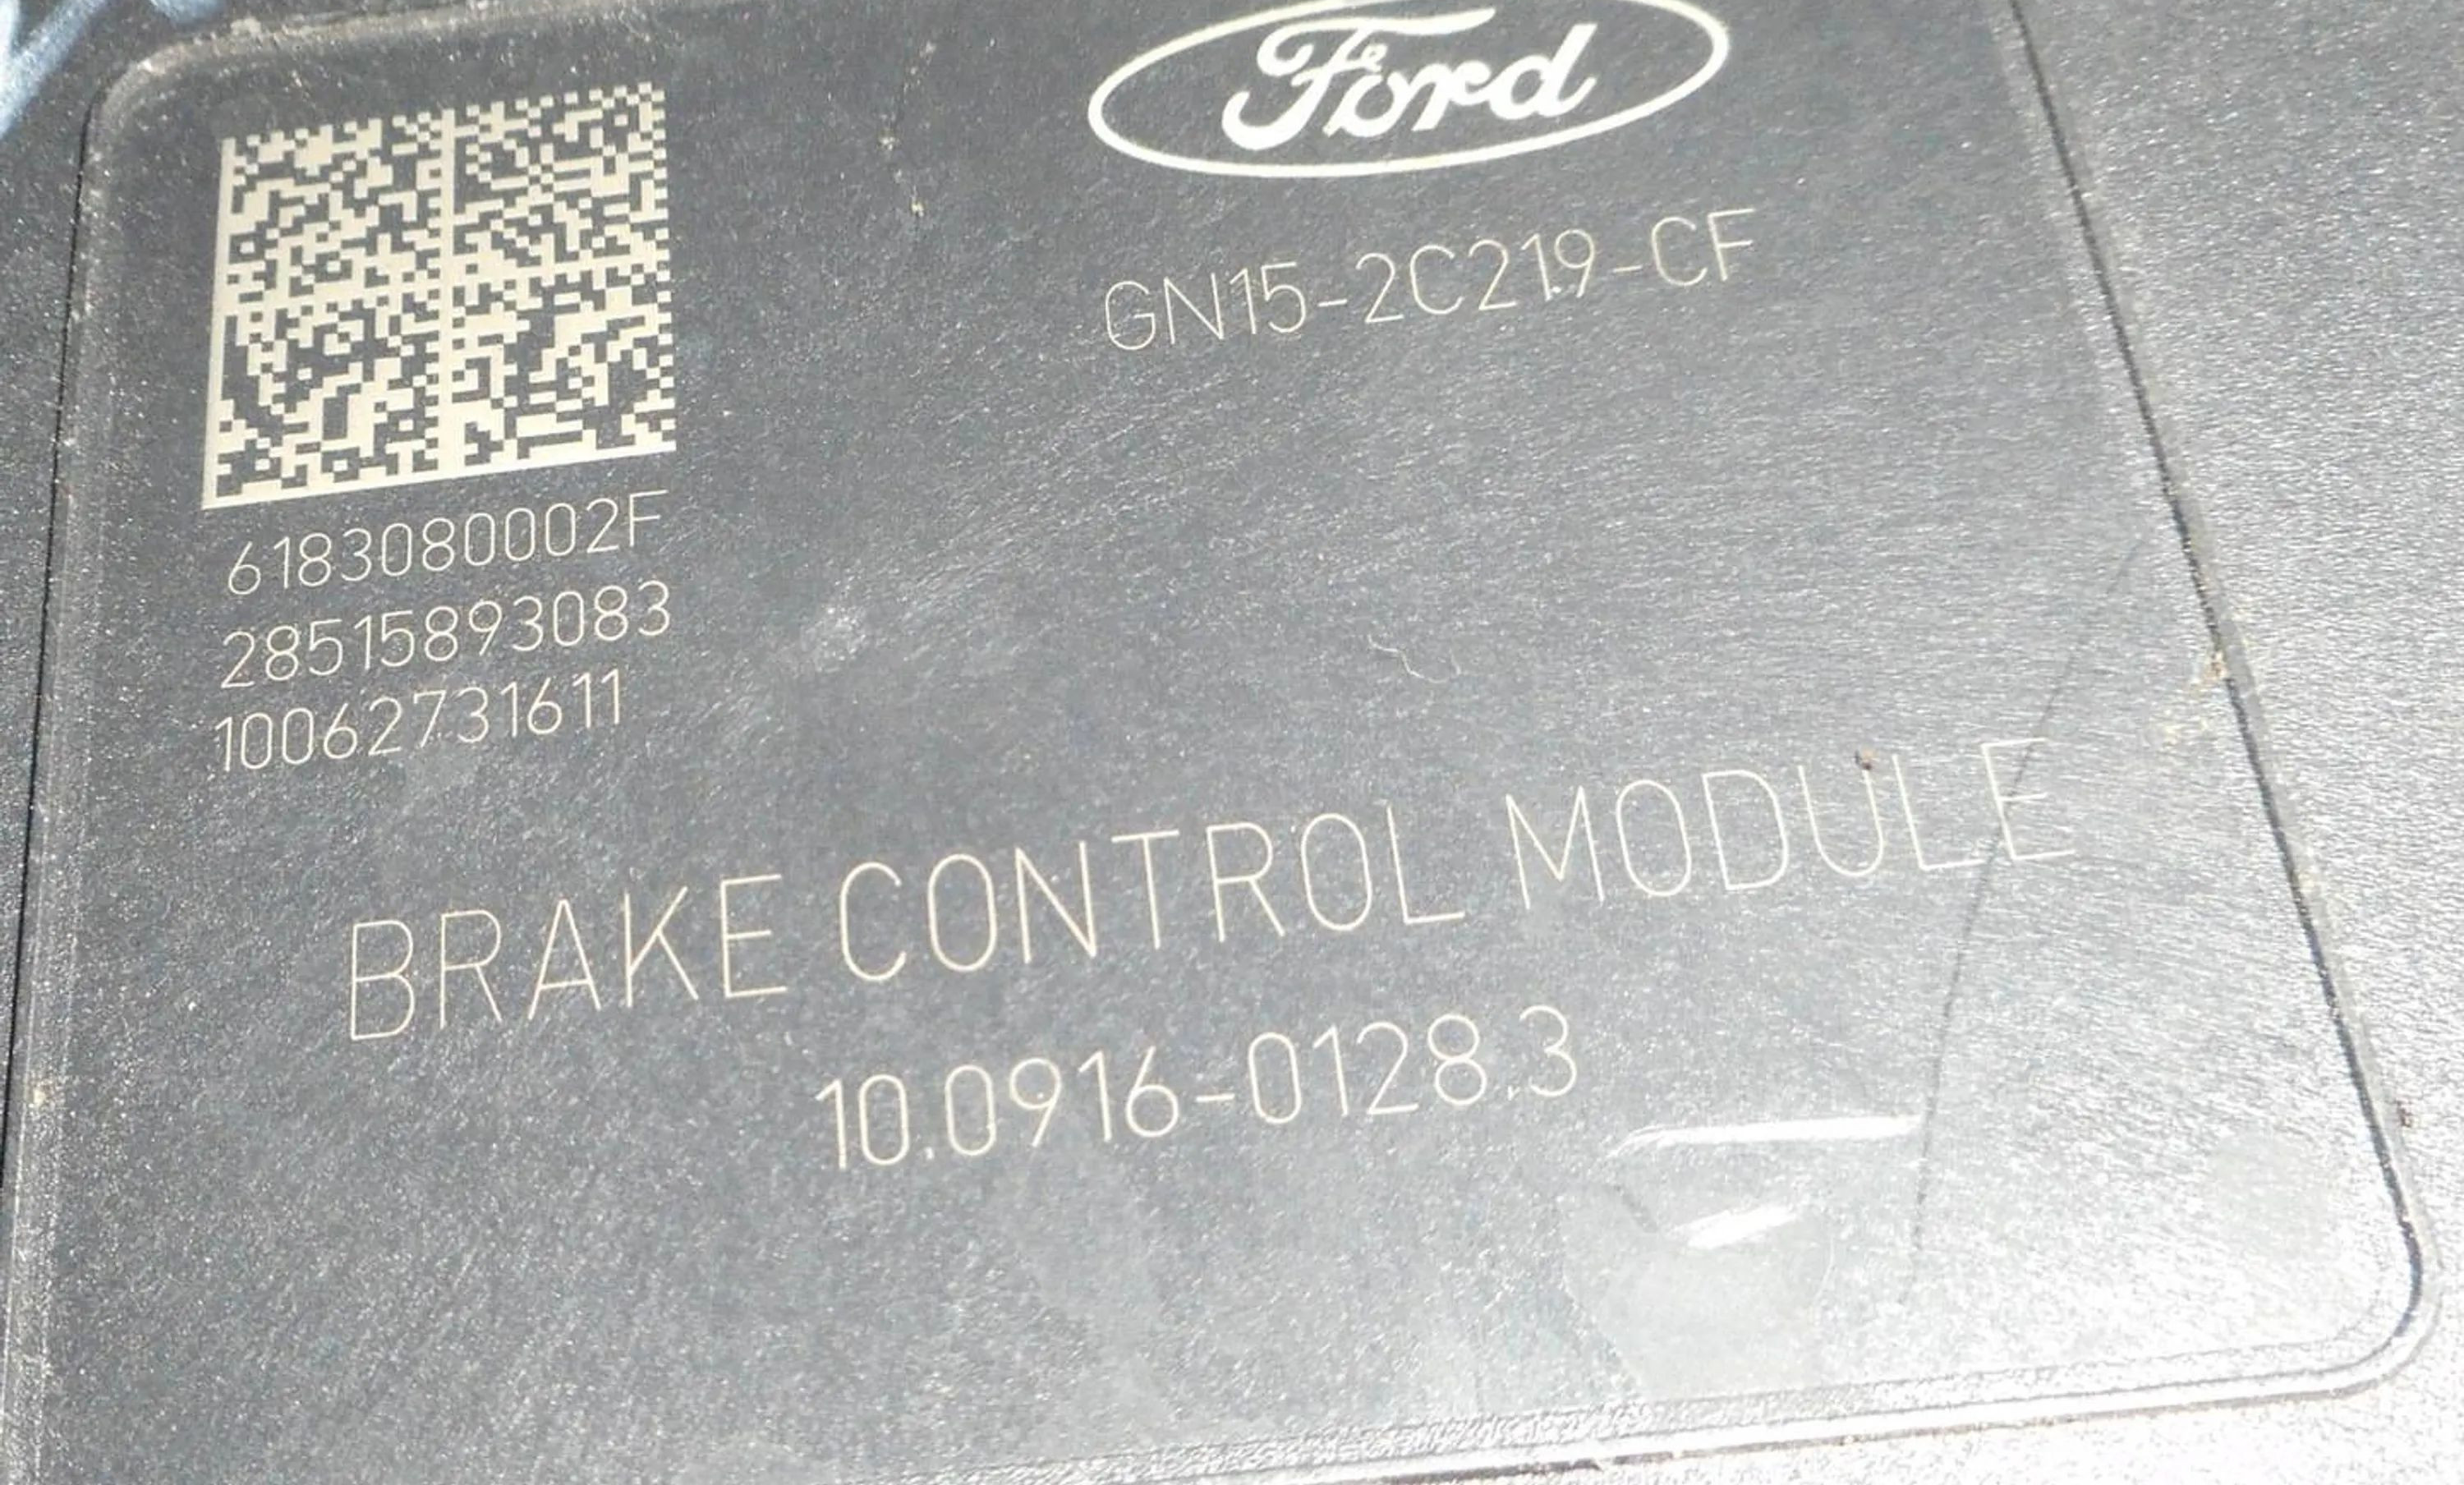 Ford
GN15-2C219-CF
6183080002F
28515893083
10062731611
BRAKE CONTROL MODULE
10.0916-0128.3